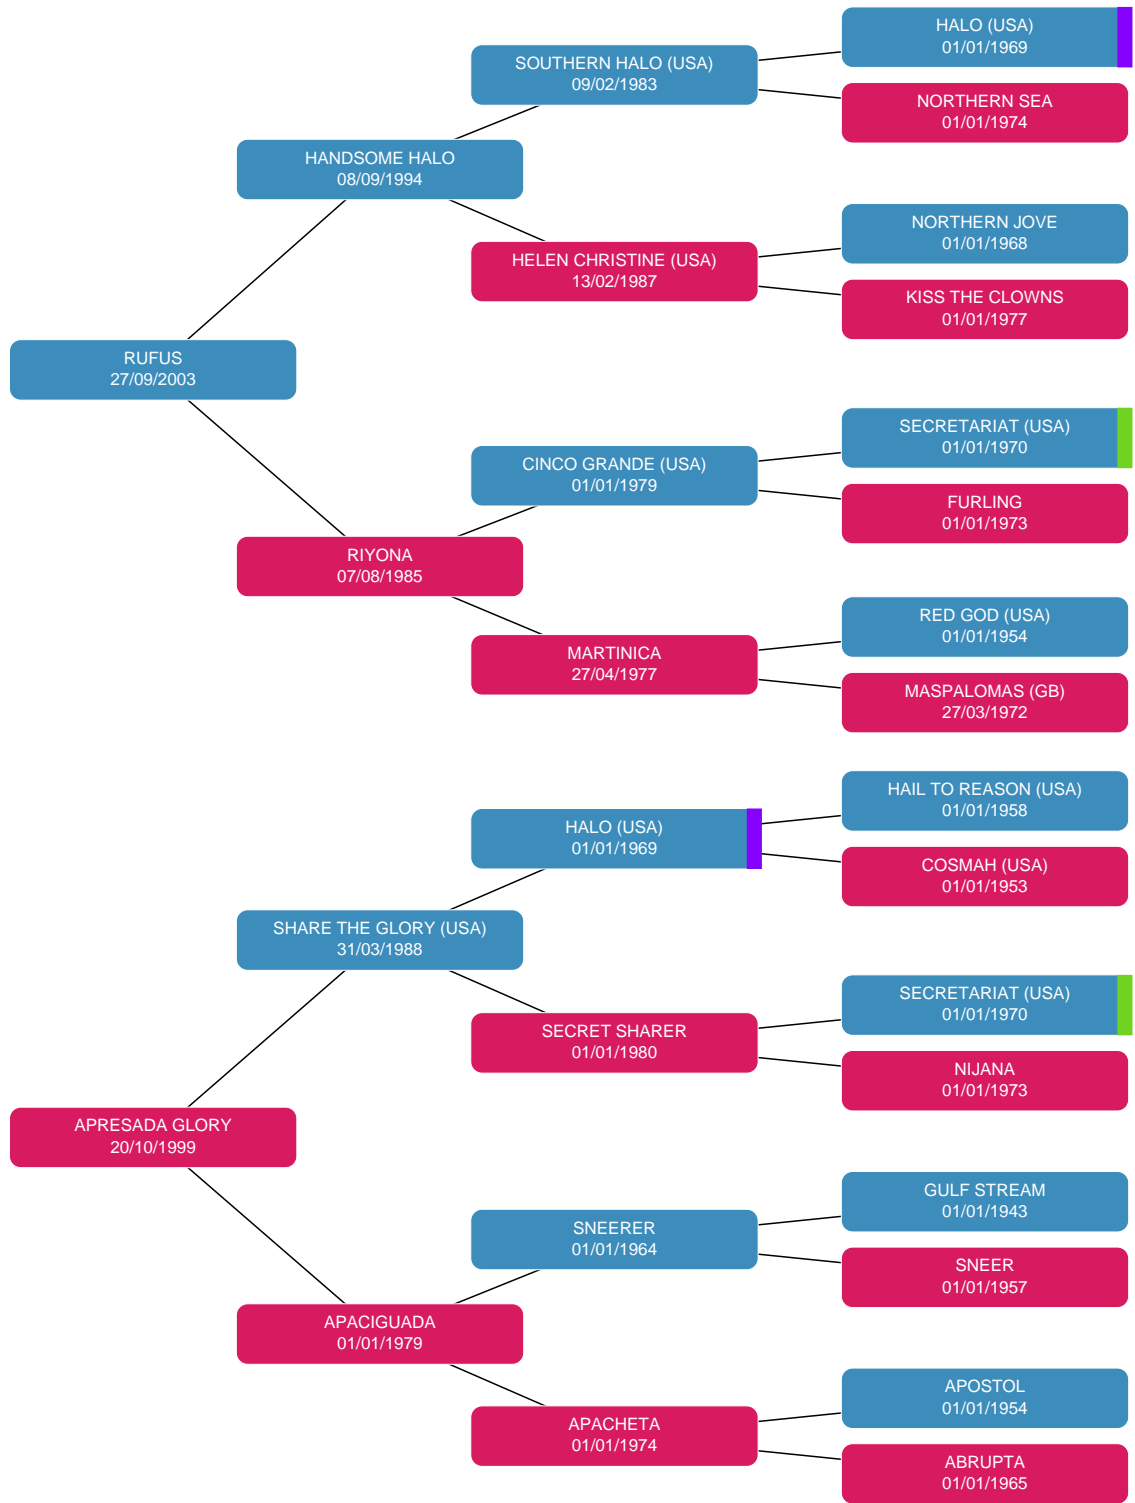 HALO (USA)
01/01/1969
SOUTHERN HALO (USA)
09/02/1983
NORTHERN SEA
01/01/1974
HANDSOME HALO
08/09/1994
NORTHERN JOVE
01/01/1968
HELEN CHRISTINE (USA)
13/02/1987
KISS THE CLOWNS
01/01/1977
RUFUS
27/09/2003
SECRETARIAT (USA)
01/01/1970
CINCO GRANDE (USA)
01/01/1979
FURLING
01/01/1973
RIYONA
07/08/1985
RED GOD (USA)
01/01/1954
MARTINICA
27/04/1977
MASPALOMAS (GB)
27/03/1972
HAIL TO REASON (USA)
01/01/1958
HALO (USA)
01/01/1969
COSMAH (USA)
01/01/1953
SHARE THE GLORY (USA)
31/03/1988
SECRETARIAT (USA)
01/01/1970
SECRET SHARER
01/01/1980
NIJANA
01/01/1973
APRESADA GLORY
20/10/1999
GULF STREAM
01/01/1943
SNEERER
01/01/1964
SNEER
01/01/1957
APACIGUADA
01/01/1979
APOSTOL
01/01/1954
APACHETA
01/01/1974
ABRUPTA
01/01/1965